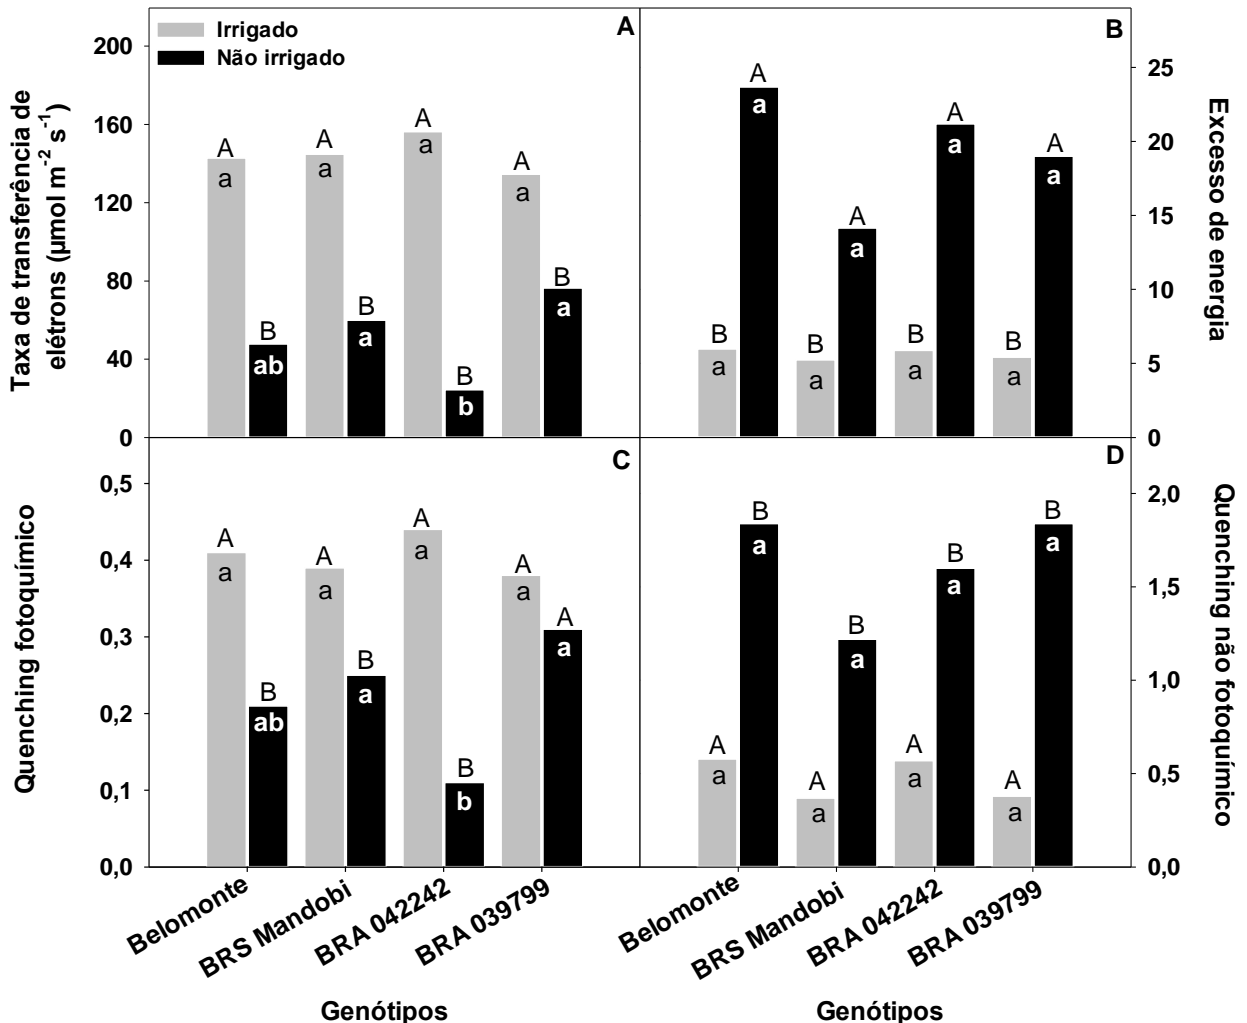 Irrigado
Não irrigado
A
Taxa de transferência de
elétrons (µmol m⁻² s⁻¹)
200
160
120
80
40
0
A
a
B
ab
A
a
B
a
A
a
B
b
A
a
B
a
B
Excesso de energia
25
20
15
10
5
0
B
a
A
a
B
a
A
a
B
a
A
a
B
a
A
a
C
Quenching fotoquímico
0,5
0,4
0,3
0,2
0,1
0,0
A
a
B
ab
A
a
B
a
A
a
B
b
A
a
A
a
D
Quenching não fotoquímico
2,0
1,5
1,0
0,5
0,0
A
a
B
a
A
a
B
a
A
a
B
a
A
a
B
a
Belomonte
BRS Mandobi
BRA 042242
BRA 039799
Genótipos
Belomonte
BRS Mandobi
BRA 042242
BRA 039799
Genótipos